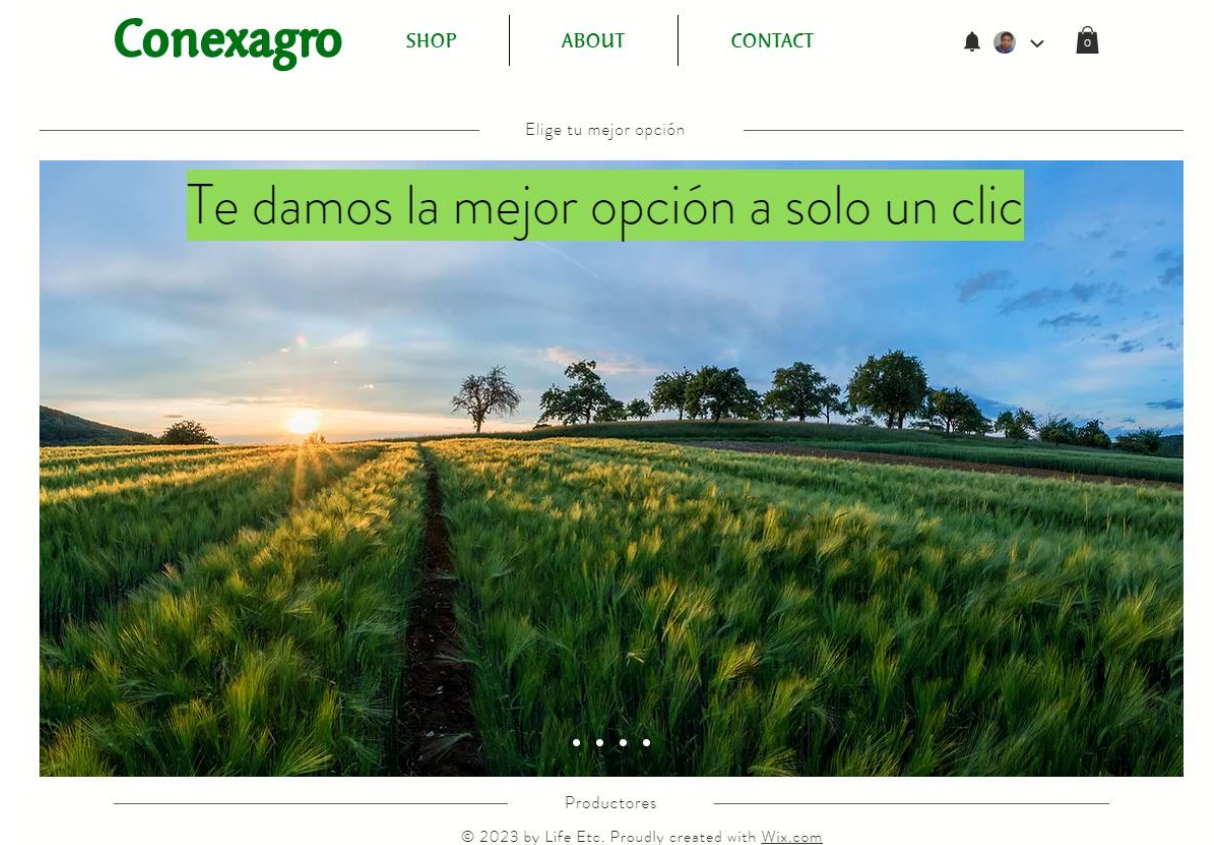 Conexagro SHOP ABOUT CONTACT 0
Elige tu mejor opción
Te damos la mejor opción a solo un clic
Productores
© 2023 by Life Etc. Proudly created with Wix.com